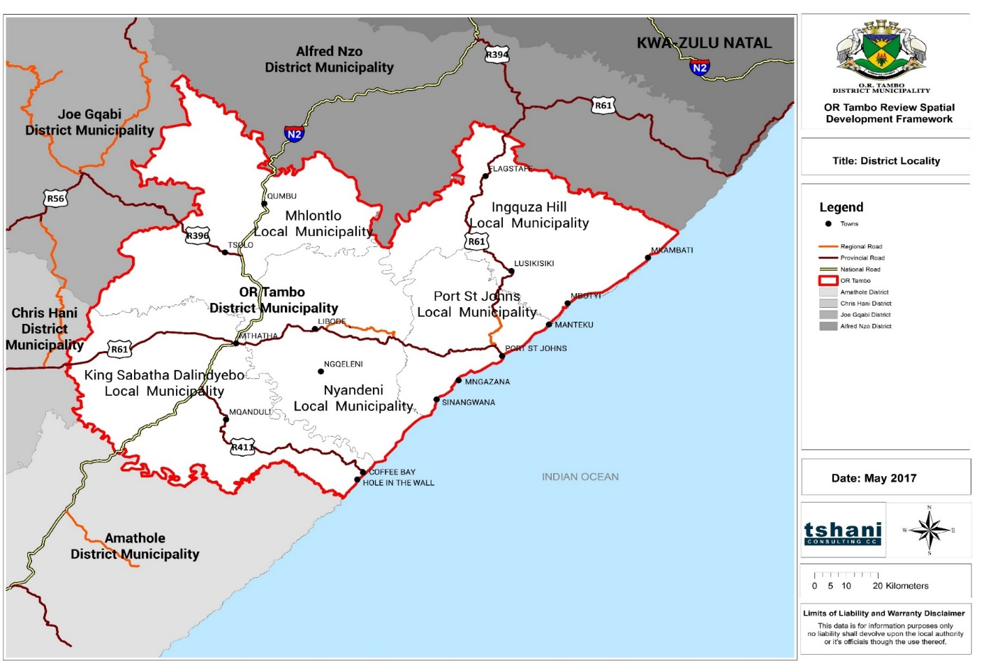 KWA-ZULU NATAL
N2
Alfred Nzo
District Municipality
R394
R61
Joe Gqabi
District Municipality
N2
FLAGSTAFF
R56
QUMBU
Mhlontlo
Local Municipality
Ingquza Hill
Local Municipality
R396
TSOLO
R61
MKAMBATI
LUSIKISIKI
OR Tambo
District Municipality
Port St Johns
Local Municipality
MBOTYI
Chris Hani
District
Municipality
LIBODE
MANTEKU
MTHATHA
R61
PORT ST JOHNS
NGQELENI
King Sabatha Dalindyebo
Local Municipality
MNGAZANA
Nyandeni
Local Municipality
SINANGWANA
MQANDULI
R411
COFFEE BAY
HOLE IN THE WALL
INDIAN OCEAN
Amathole
District Municipality
O.R. TAMBO
DISTRICT MUNICIPALITY
OR Tambo Review Spatial
Development Framework
Title: District Locality
Legend
Towns
Regional Road
Provincial Road
National Road
OR Tambo
Amathole District
Chris Hani District
Joe Gqabi District
Alfred Nzo District
Date: May 2017
tshani
CONSULTING CC
N
W
E
S
0 5 10 20 Kilometers
Limits of Liability and Warranty Disclaimer
This data is for information purposes only
no liability shall devolve upon the local authority
or it's officials though the use thereof.